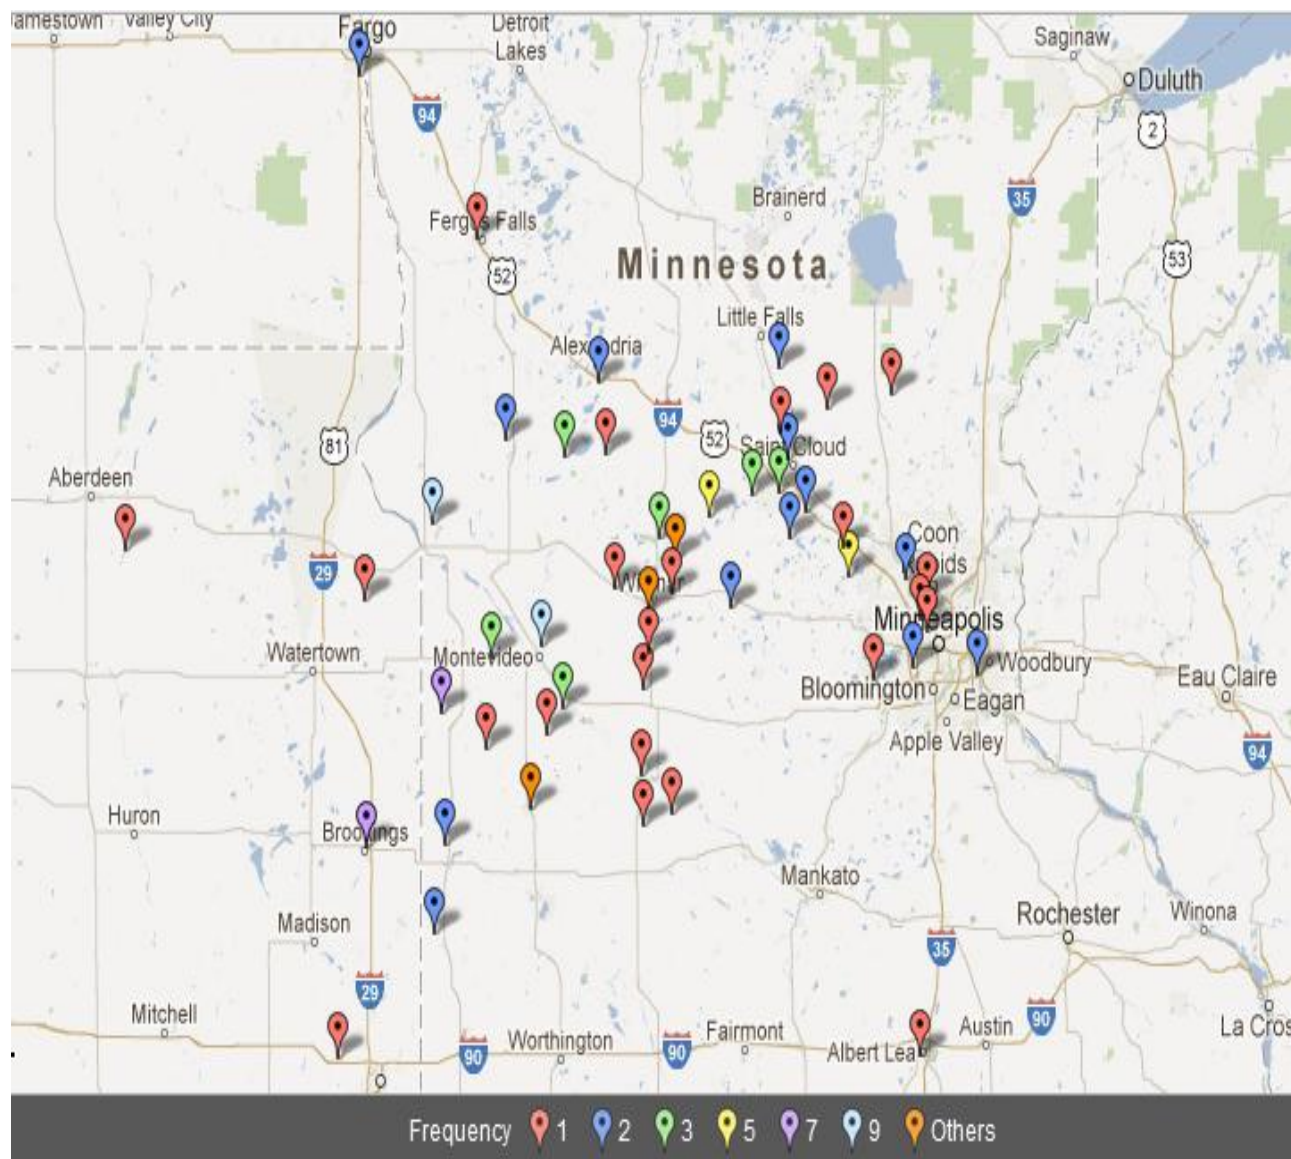 Valley City
Fargo
Detroit
Lakes
Saginaw
Duluth
94
2
35
Brainerd
Fergus Falls
53
52
Minnesota
Little Falls
Alexandria
94
52
81
Saint Cloud
Aberdeen
Coon
29
Minneapolis
Watertown
Montevideo
Woodbury
Bloomington
Eagan
Eau Claire
Apple Valley
94
Huron
Brookings
Mankato
Rochester
Winona
Madison
35
29
Mitchell
90
Worthington
90
Fairmont
Albert Lea
Austin
90
La Cros
Frequency 1 2 3 5 7 9 Others